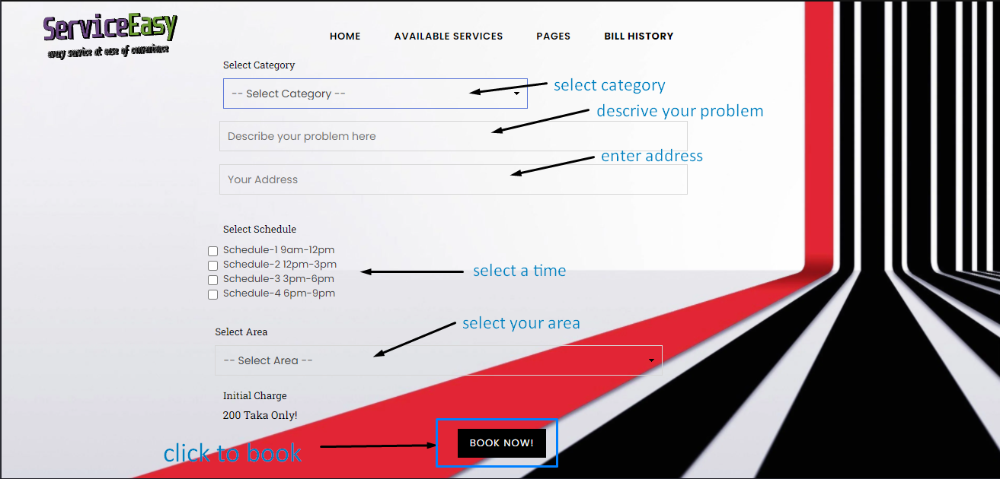 ServiceEasy
every service at ease of convenience
HOME AVAILABLE SERVICES PAGES BILL HISTORY
Select Category
-- Select Category --
select category
descrive your problem
Describe your problem here
enter address
Your Address
Select Schedule
Schedule-1 9am-12pm
Schedule-2 12pm-3pm
Schedule-3 3pm-6pm
Schedule-4 6pm-9pm
select a time
select your area
Select Area
-- Select Area --
Initial Charge
200 Taka Only!
BOOK NOW!
click to book